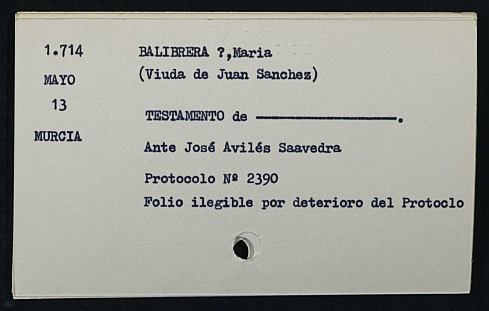 1.714
MAYO
13
MURCIA
BALIBRERA ?,Maria
(Viuda de Juan Sanchez)
TESTAMENTO de ————————————.
Ante José Avilés Saavedra
Protocolo Nº 2390
Folio ilegible por deterioro del Protoclo